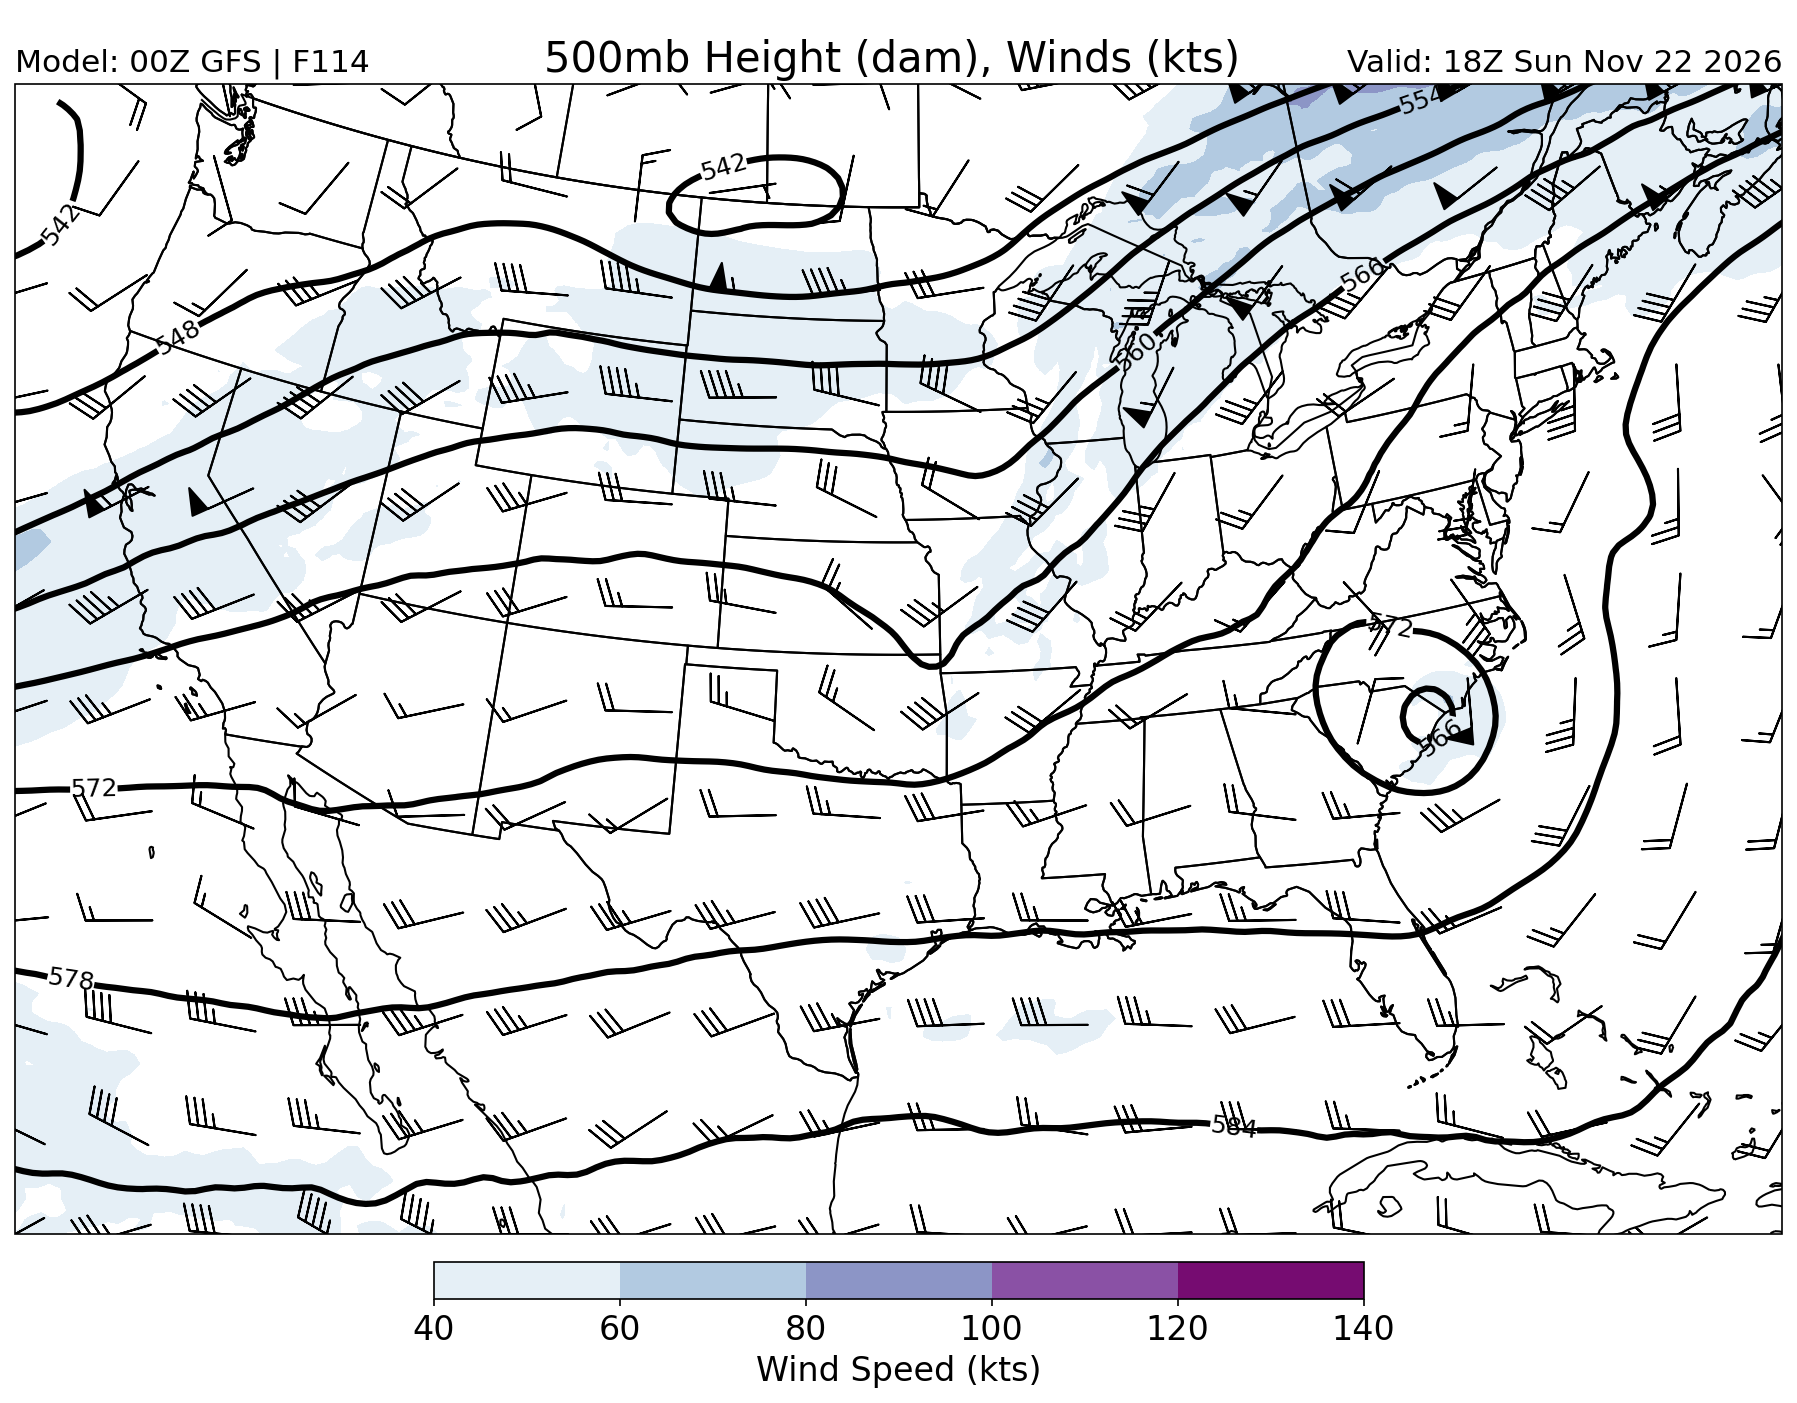 Model: 00Z GFS | F114
500mb Height (dam), Winds (kts)
Valid: 18Z Sun Nov 22 2026
554
542
542
566
548
560
572
566
572
578
584
40 60 80 100 120 140
Wind Speed (kts)